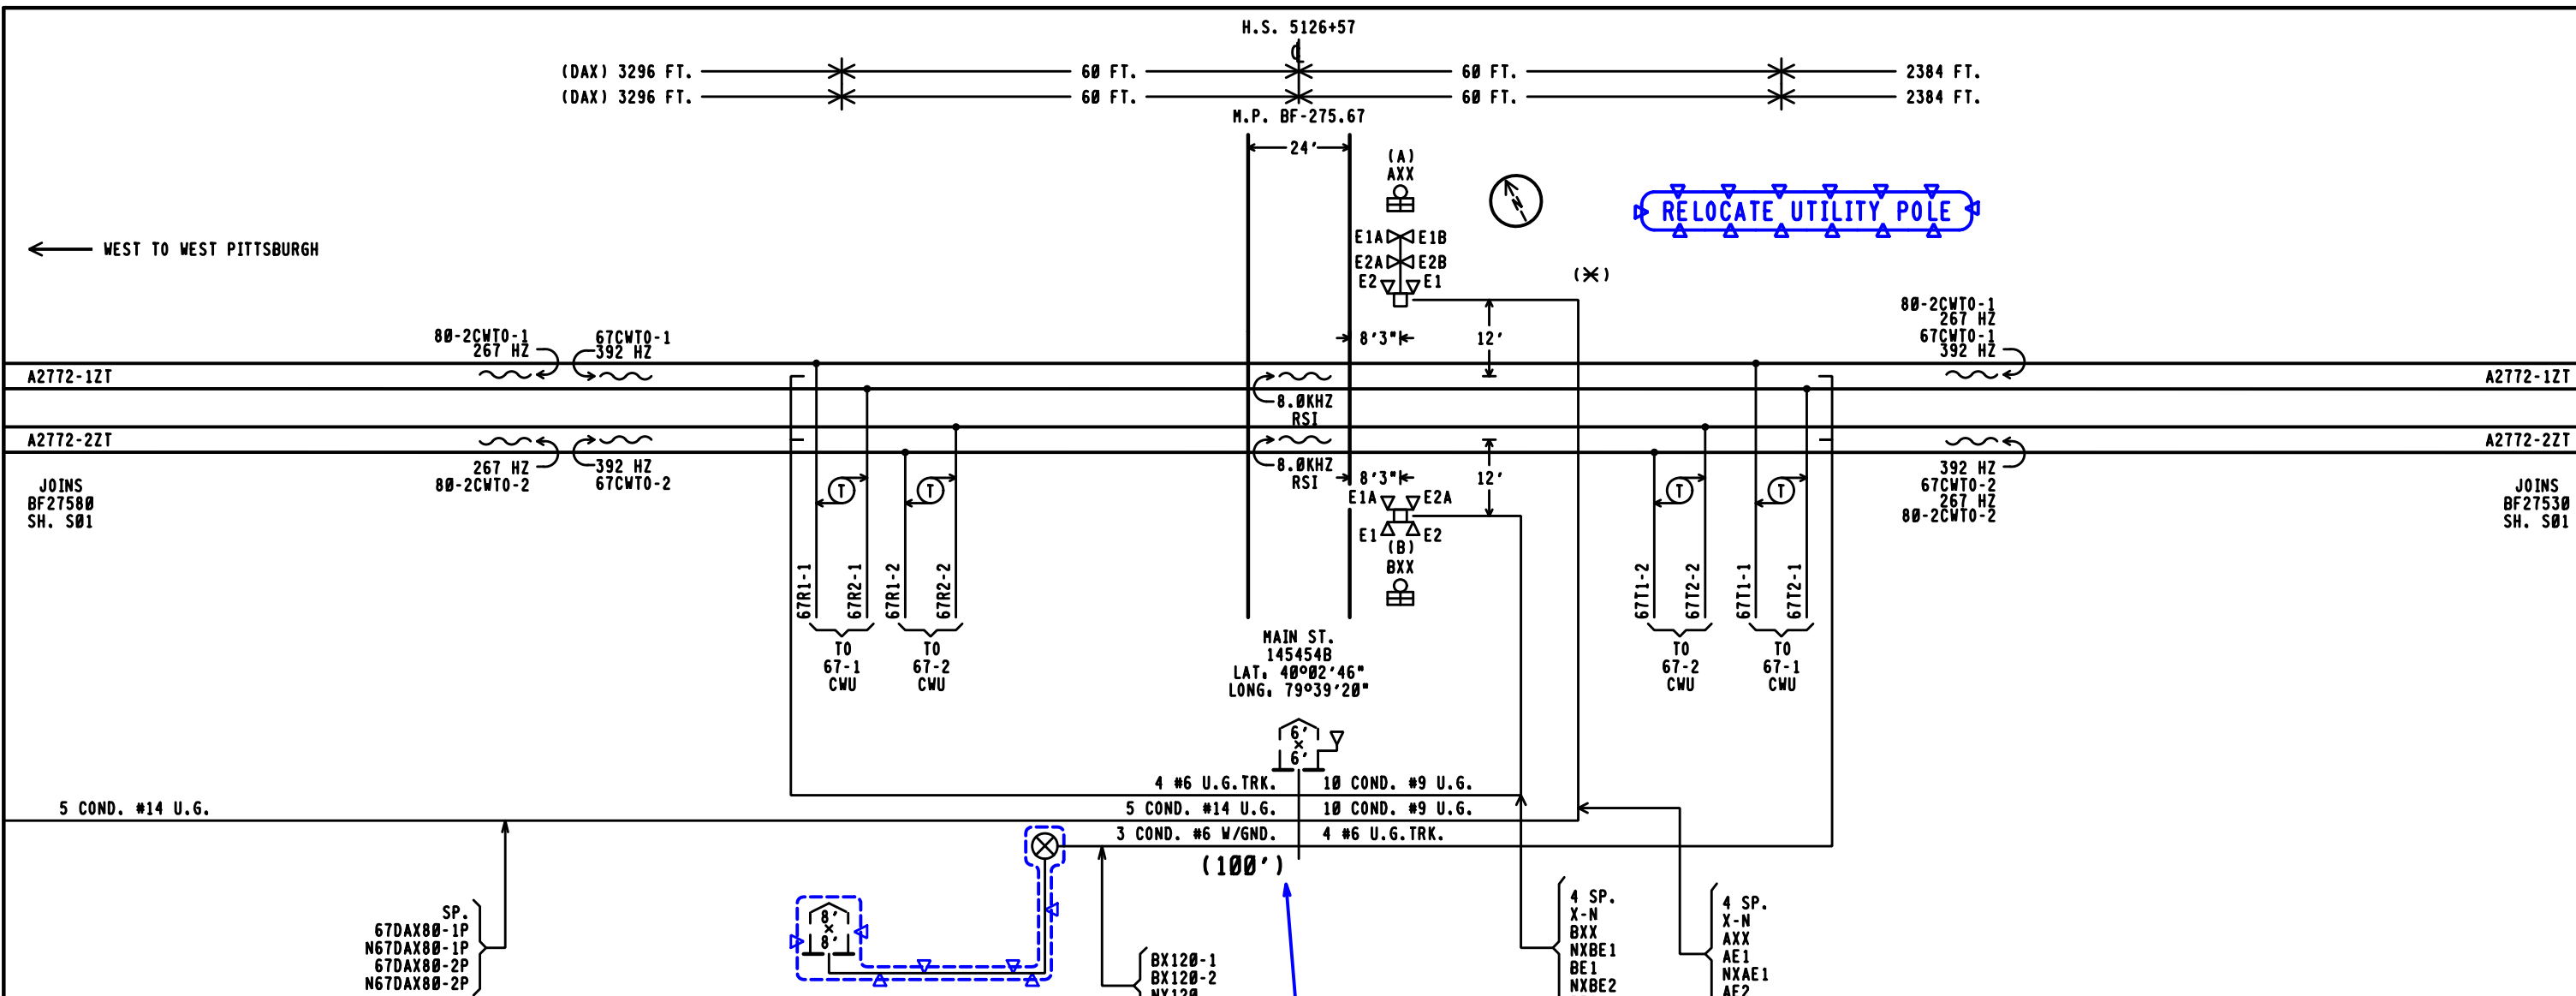 H.S. 5126+57
(DAX) 3296 FT. 60 FT. 60 FT. 2384 FT.
(DAX) 3296 FT. 60 FT. 60 FT. 2384 FT.
M.P. BF-275.67
24'
(A)
AXX
N
RELOCATE UTILITY POLE
E1A E1B
E2A E2B
E2 E1
WEST TO WEST PITTSBURGH
(X)
80-2CWTO-1
267 HZ
67CWTO-1
392 HZ
8'3"
12'
80-2CWTO-1
267 HZ
67CWTO-1
392 HZ
A2772-1ZT
A2772-1ZT
8.0KHZ
RSI
A2772-2ZT
A2772-2ZT
267 HZ
80-2CWTO-2
392 HZ
67CWTO-2
8.0KHZ
RSI
8'3"
12'
392 HZ
67CWTO-2
267 HZ
80-2CWTO-2
JOINS
BF27580
SH. S01
JOINS
BF27530
SH. S01
T
T
T
T
E1A E2A
E1 E2
(B)
BXX
67R1-1
67R2-1
67R1-2
67R2-2
67T1-2
67T2-2
67T1-1
67T2-1
TO
67-1
CWU
TO
67-2
CWU
TO
67-2
CWU
TO
67-1
CWU
MAIN ST.
145454B
LAT. 40º02'46"
LONG. 79º39'20"
6'
×
6'
4 #6 U.G.TRK. 10 COND. #9 U.G.
5 COND. #14 U.G.
5 COND. #14 U.G. 10 COND. #9 U.G.
3 COND. #6 W/GND. 4 #6 U.G.TRK.
(100')
SP.
67DAX80-1P
N67DAX80-1P
67DAX80-2P
N67DAX80-2P
8'
×
8'
BX120-1
BX120-2
NX120
4 SP.
X-N
BXX
NXBE1
BE1
NXBE2
4 SP.
X-N
AXX
AE1
NXAE1
AE2